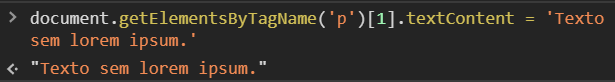 > document.getElementsByTagName('p')[1].textContent = 'Texto
sem lorem ipsum.'
"Texto sem lorem ipsum."